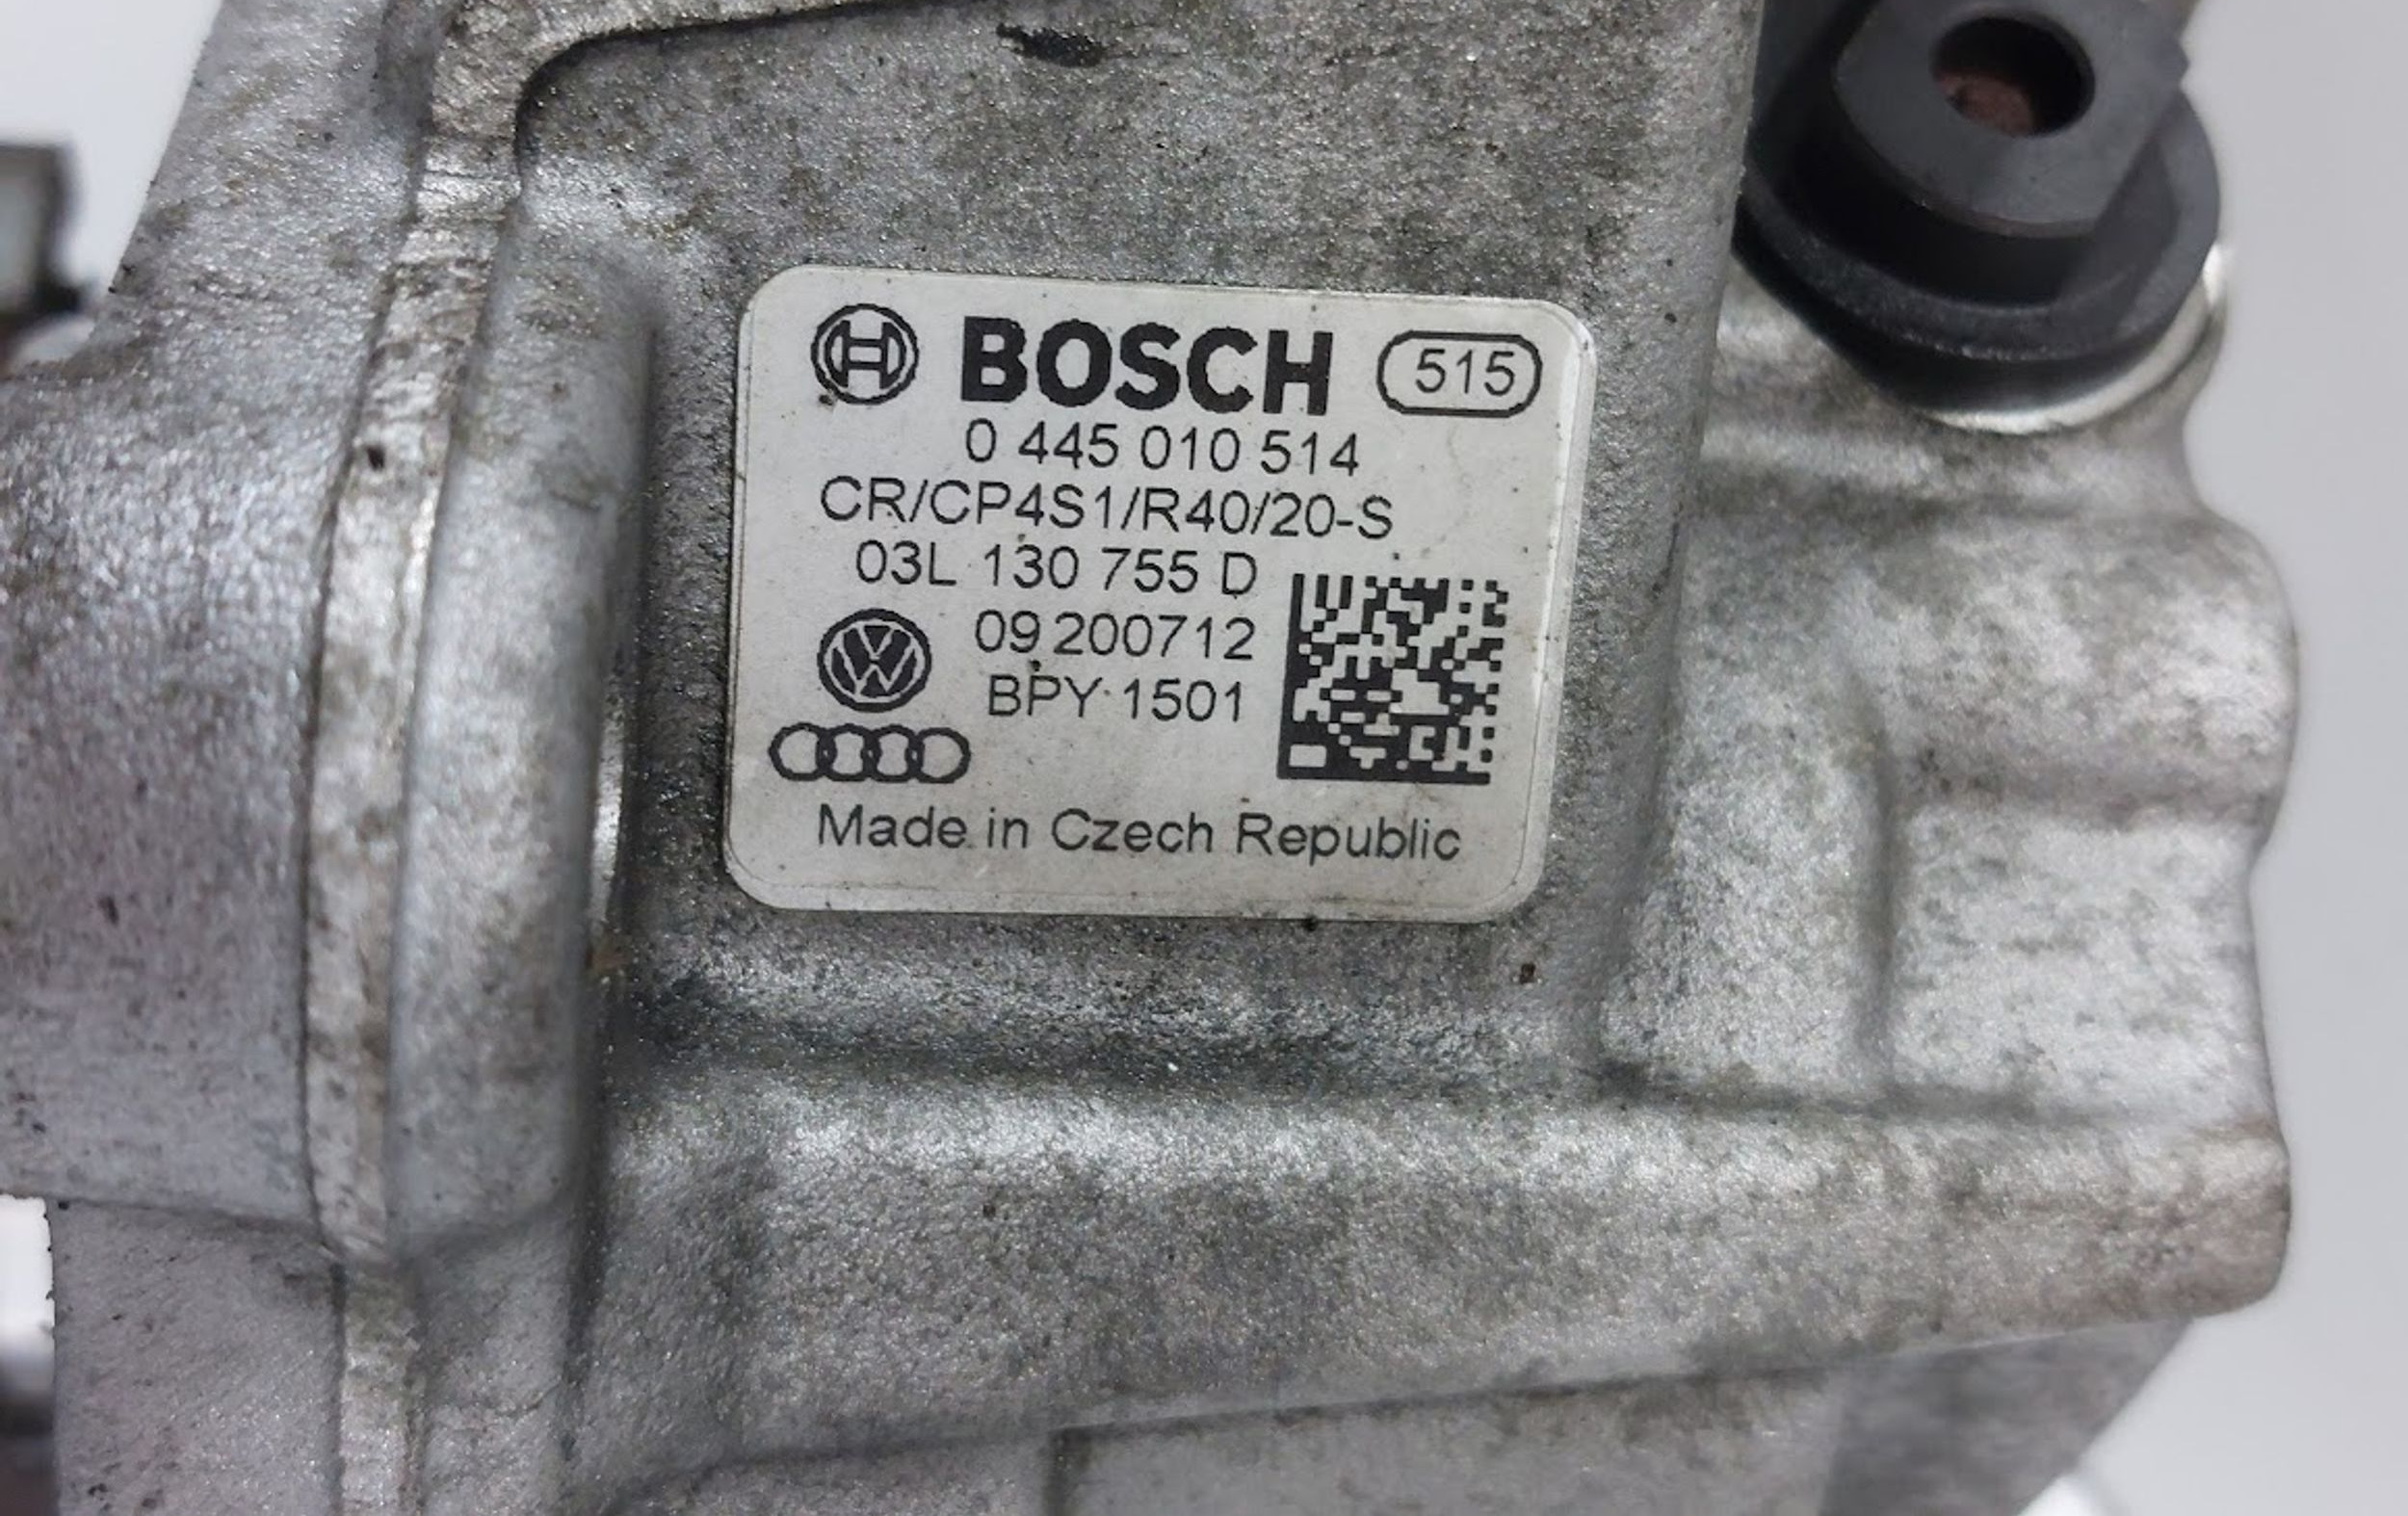 BOSCH 515
0 445 010 514
CR/CP4S1/R40/20-S
03L 130 755 D
09 200712
BPY 1501
Made in Czech Republic